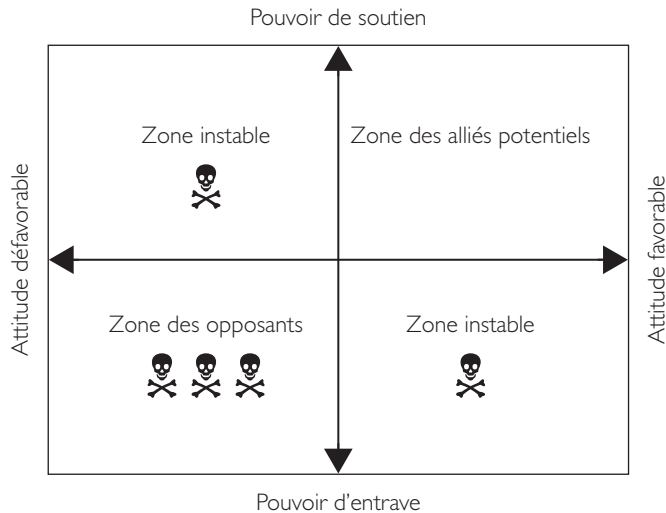 Pouvoir de soutien
Zone instable
Zone des alliés potentiels
Attitude défavorable
Attitude favorable
Zone des opposants
Zone instable
Pouvoir d'entrave